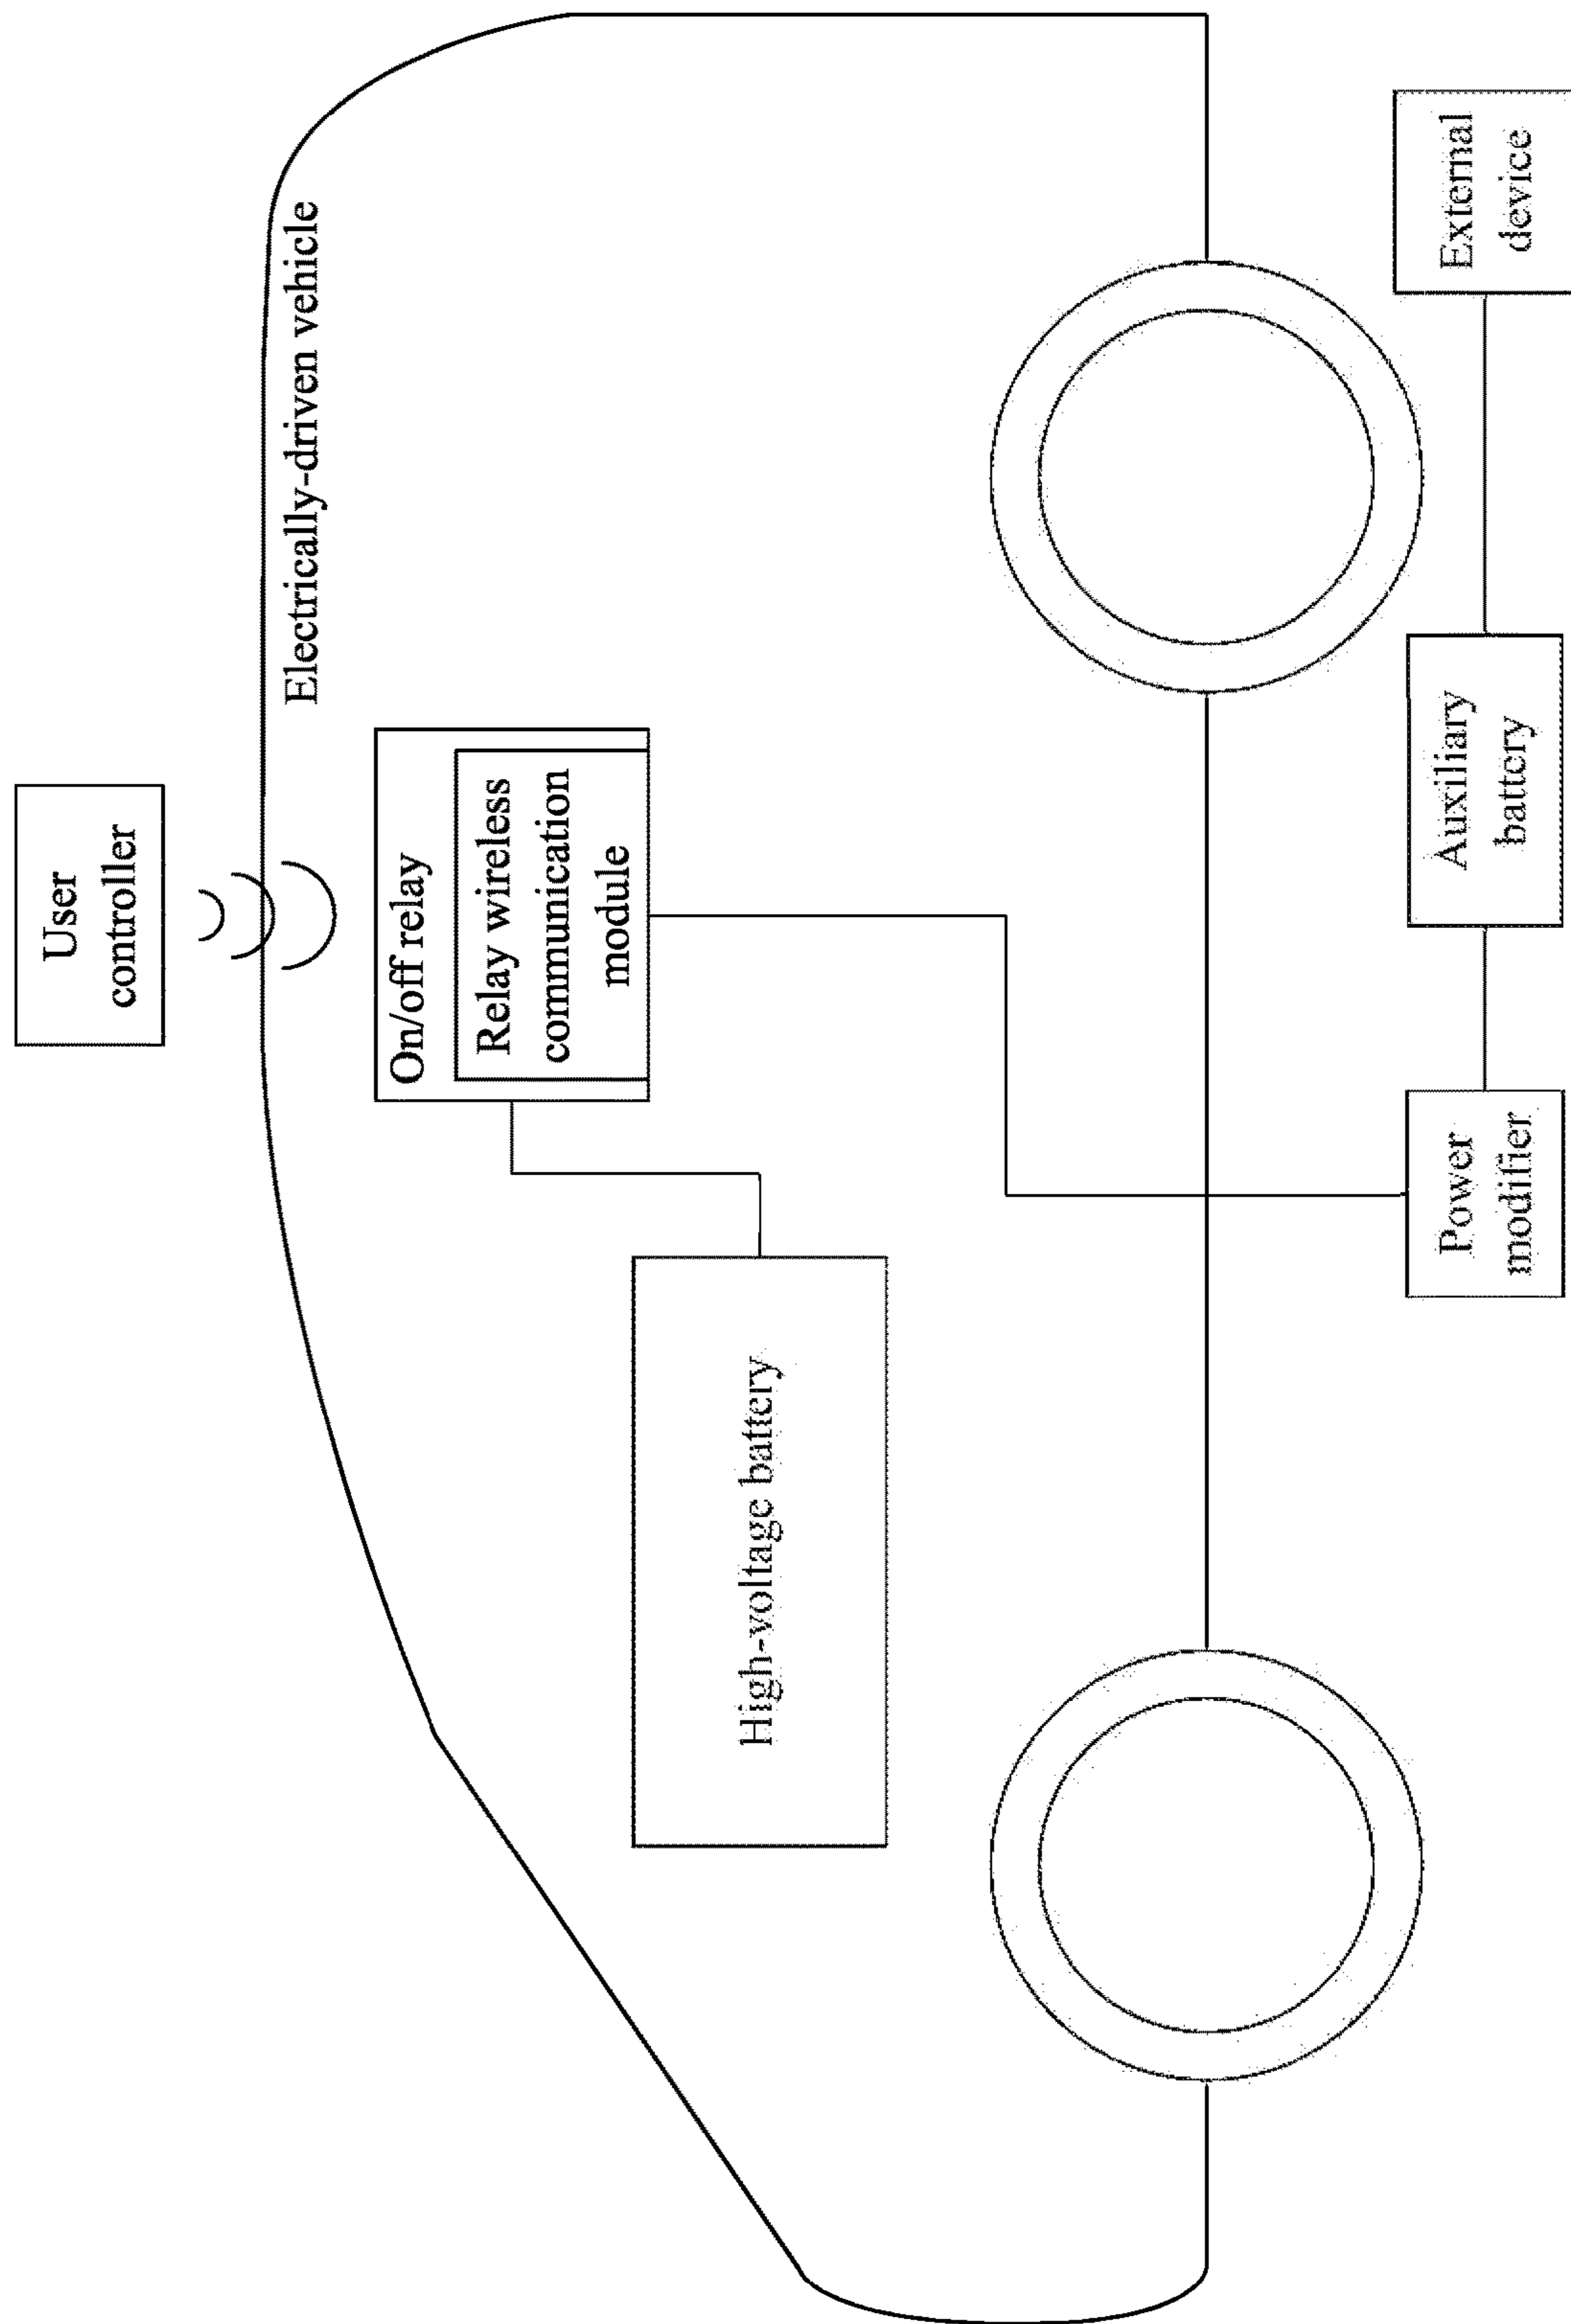 User
controller
Electrically-driven vehicle
On/off relay
Relay wireless
communication
module
High-voltage battery
Power
modifier
Auxiliary
battery
External
device